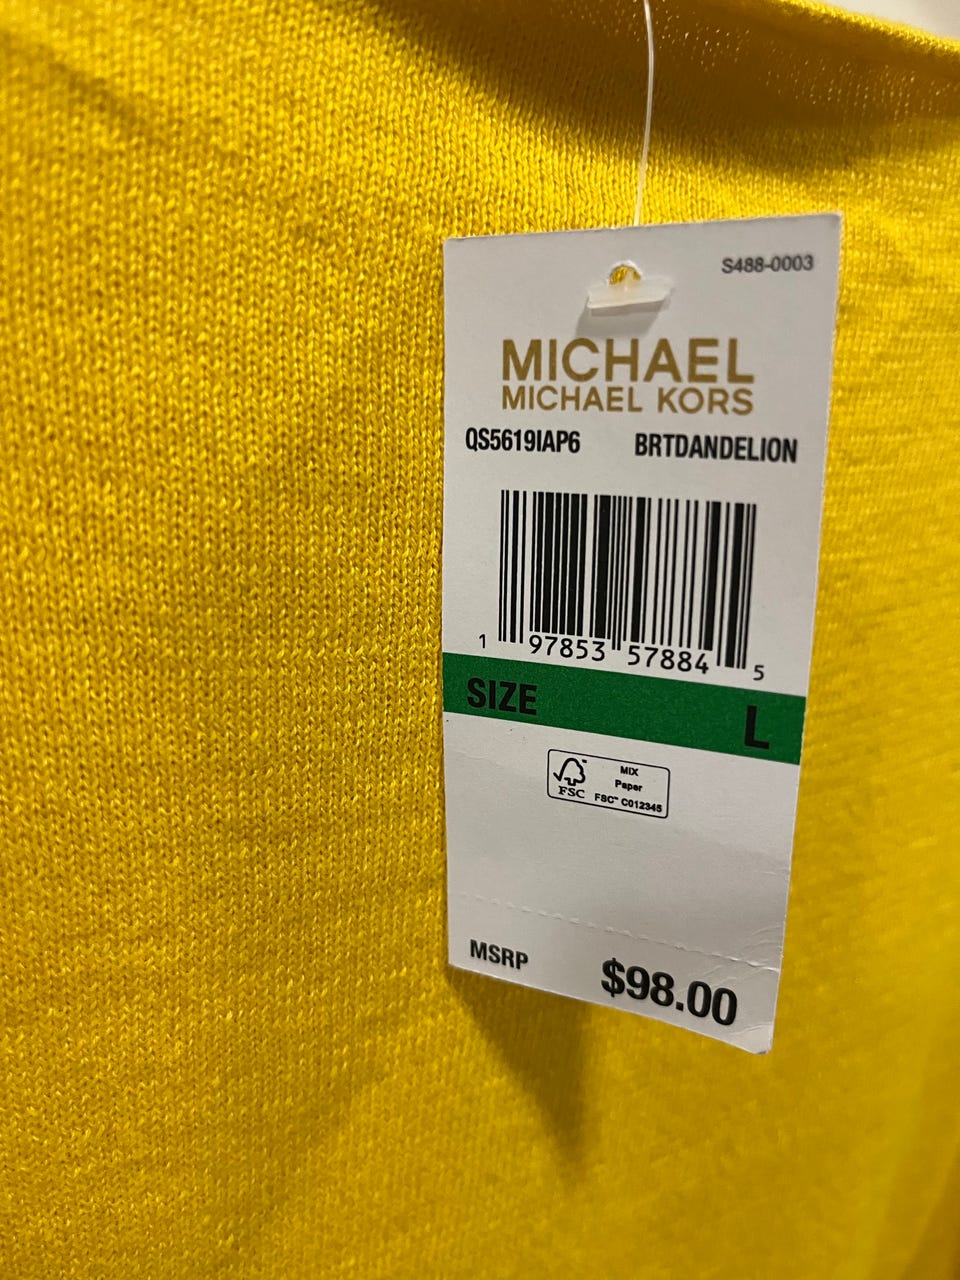 S488-0003
MICHAEL
MICHAEL KORS
QS5619IAP6 BRTDANDELION
1 97853 57884 5
SIZE L
FSC™
MIX
Paper
FSC™ C012345
MSRP $98.00